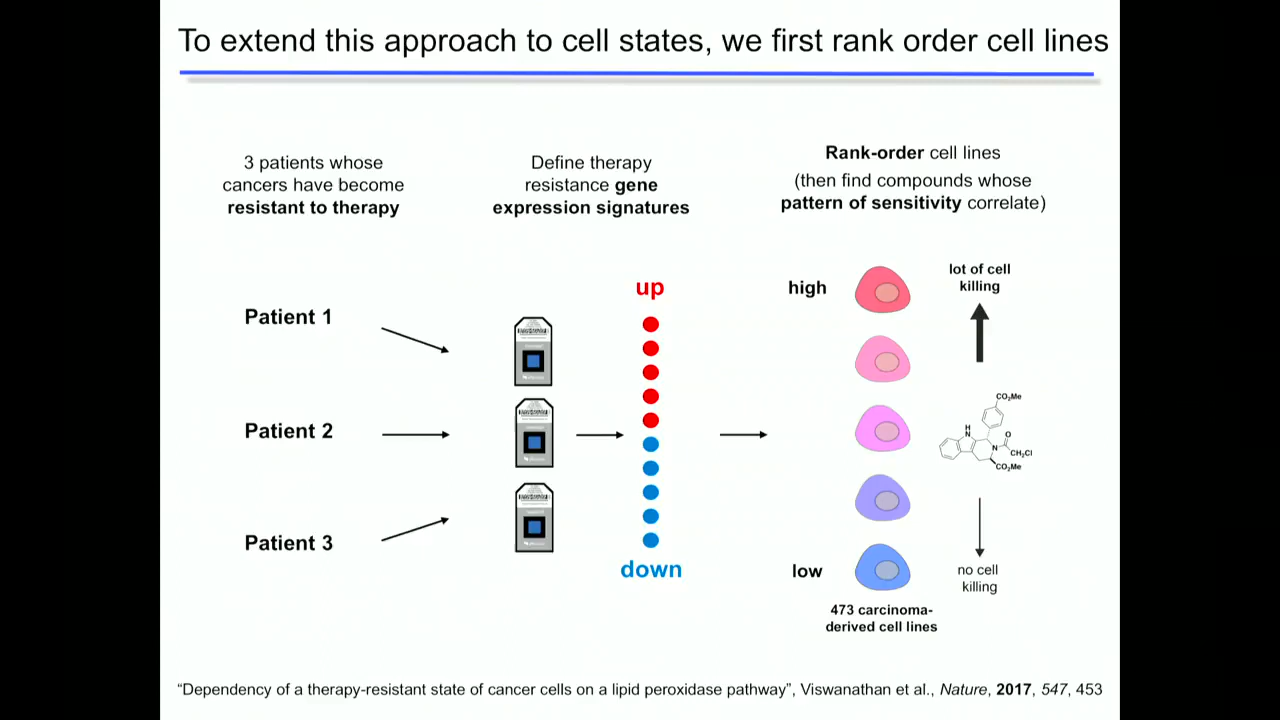 To extend this approach to cell states, we first rank order cell lines
3 patients whose
cancers have become
resistant to therapy
Define therapy
resistance gene
expression signatures
Rank-order cell lines
(then find compounds whose
pattern of sensitivity correlate)
Patient 1
Patient 2
Patient 3
up
down
high
low
lot of cell
killing
CO₂Me
H
N
O
N
CH₂Cl
CO₂Me
no cell
killing
473 carcinoma-
derived cell lines
“Dependency of a therapy-resistant state of cancer cells on a lipid peroxidase pathway”, Viswanathan et al., Nature, 2017, 547, 453